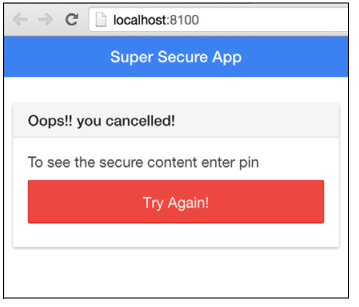 localhost:8100
Super Secure App
Oops!! you cancelled!
To see the secure content enter pin
Try Again!